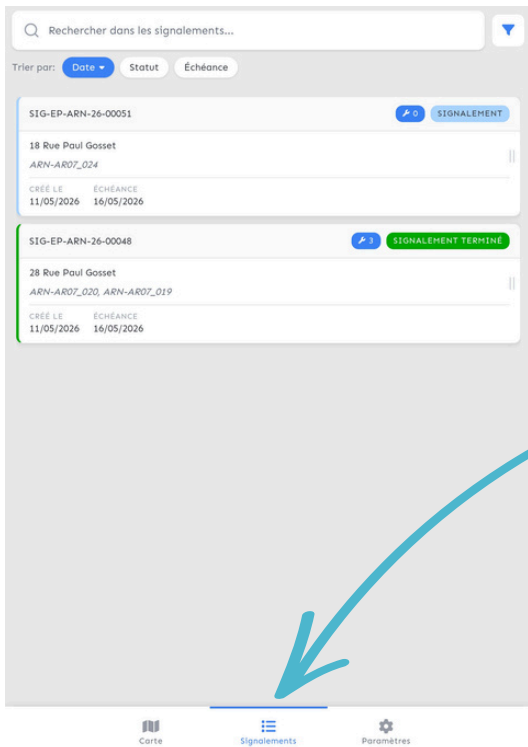 Rechercher dans les signalements...
Trier par: Date Statut Échéance
SIG-EP-ARN-26-00051 0 SIGNALEMENT
18 Rue Paul Gosset
ARN-AR07_024
CRÉÉ LE ÉCHÉANCE
11/05/2026 16/05/2026
SIG-EP-ARN-26-00048 3 SIGNALEMENT TERMINÉ
28 Rue Paul Gosset
ARN-AR07_020, ARN-AR07_019
CRÉÉ LE ÉCHÉANCE
11/05/2026 16/05/2026
Carte Signalements Paramètres